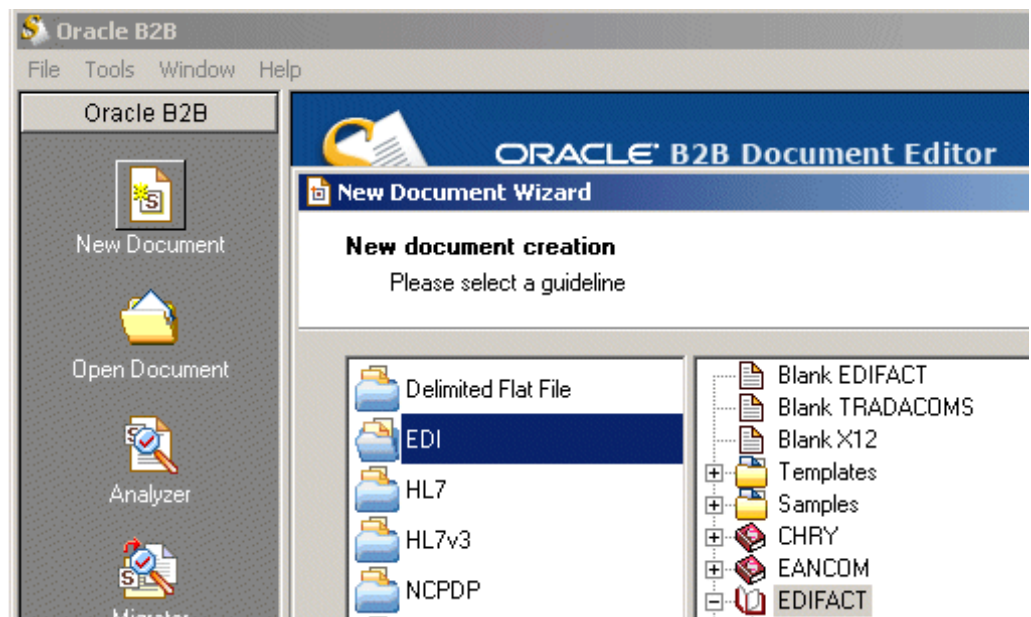 Oracle B2B
File Tools Window Help
Oracle B2B
New Document
Open Document
Analyzer
Migrator
ORACLE B2B Document Editor
New Document Wizard
New document creation
Please select a guideline
Delimited Flat File
EDI
HL7
HL7v3
NCPDP
Blank EDIFACT
Blank TRADACOMS
Blank X12
Templates
Samples
CHRY
EANCOM
EDIFACT